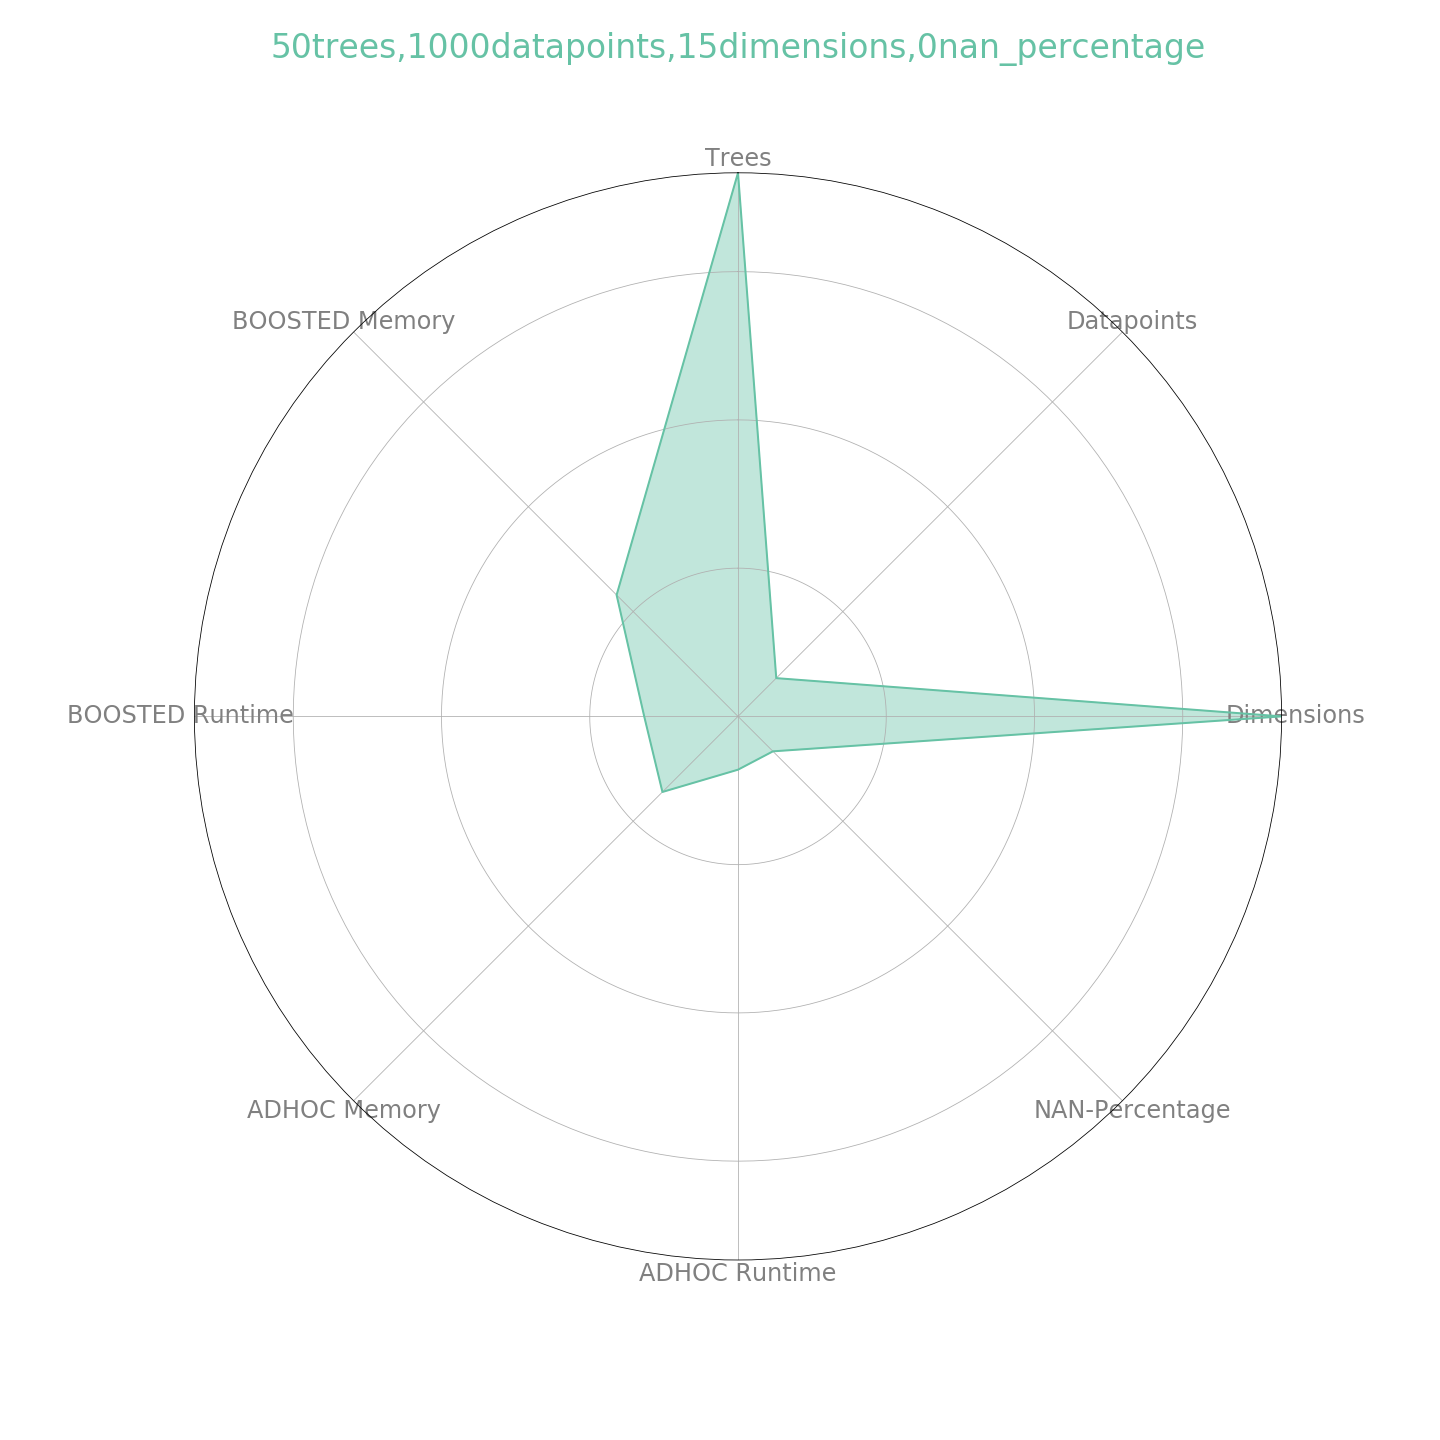 50trees,1000datapoints,15dimensions,0nan_percentage
Trees
BOOSTED Memory
Datapoints
BOOSTED Runtime
Dimensions
ADHOC Memory
NAN-Percentage
ADHOC Runtime